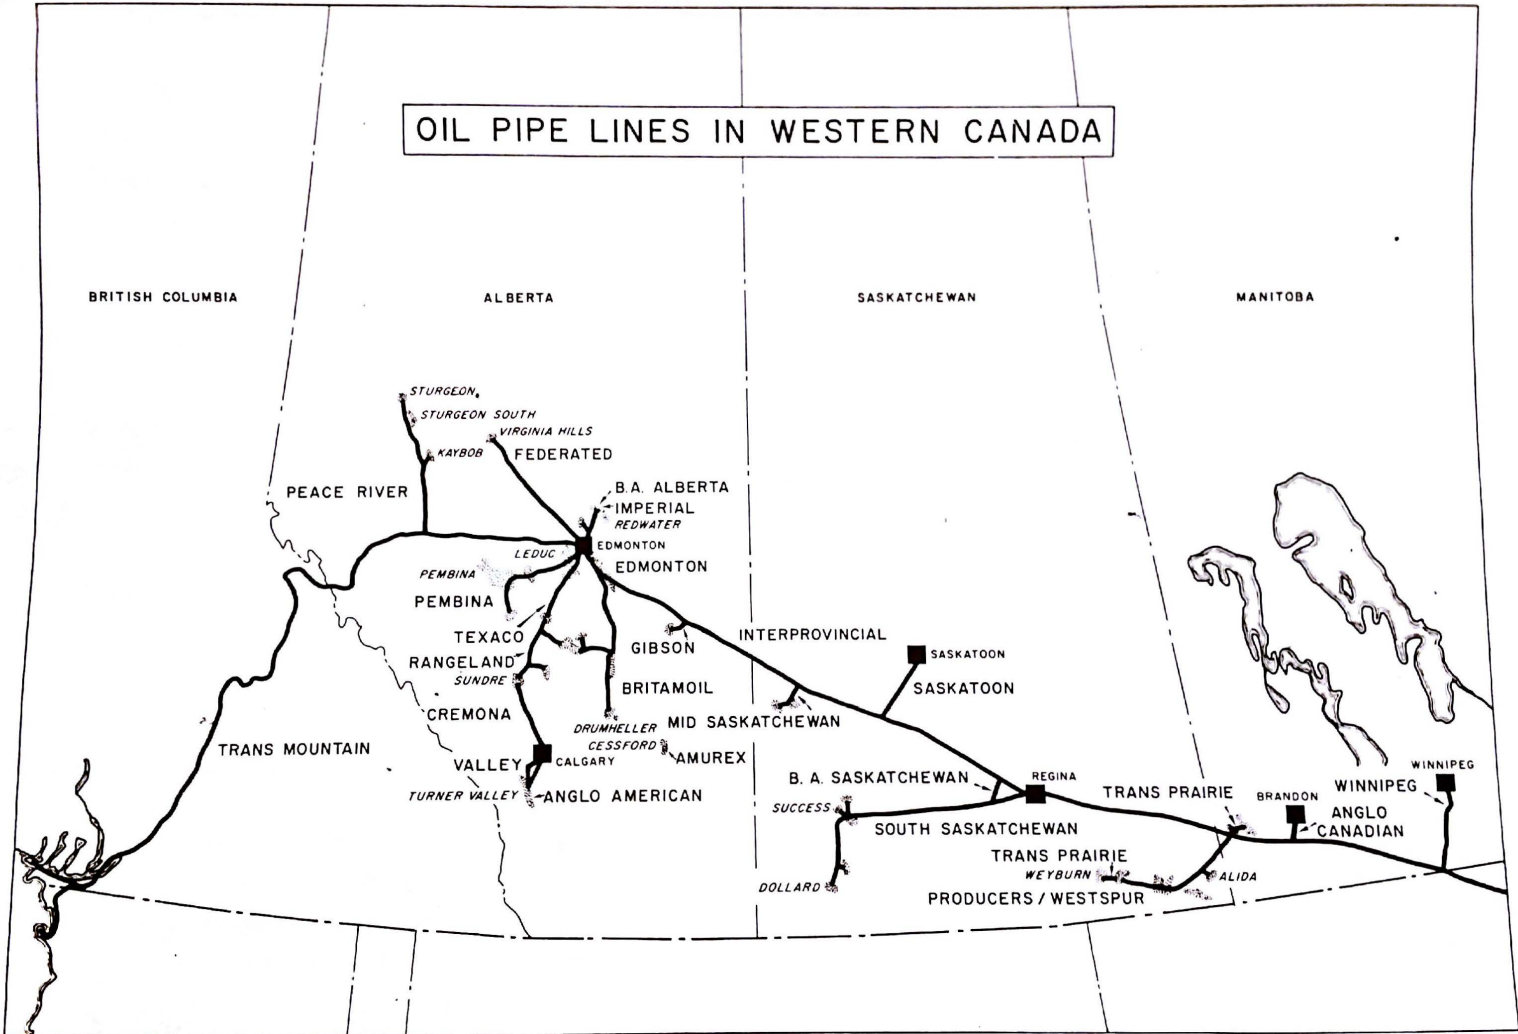 OIL PIPE LINES IN WESTERN CANADA
BRITISH COLUMBIA
ALBERTA
SASKATCHEWAN
MANITOBA
STURGEON
STURGEON SOUTH
VIRGINIA HILLS
KAYBOB
FEDERATED
PEACE RIVER
B.A. ALBERTA
IMPERIAL
REDWATER
EDMONTON
LEDUC
EDMONTON
PEMBINA
PEMBINA
TEXACO
GIBSON
INTERPROVINCIAL
RANGELAND
SUNDRE
SASKATOON
SASKATOON
BRITAMOIL
CREMONA
MID SASKATCHEWAN
DRUMHELLER
CESSFORD
AMUREX
TRANS MOUNTAIN
VALLEY
CALGARY
TURNER VALLEY
ANGLO AMERICAN
B. A. SASKATCHEWAN
REGINA
SUCCESS
SOUTH SASKATCHEWAN
TRANS PRAIRIE
BRANDON
WINNIPEG
WINNIPEG
ANGLO
CANADIAN
TRANS PRAIRIE
WEYBURN
ALIDA
DOLLARD
PRODUCERS / WESTSPUR